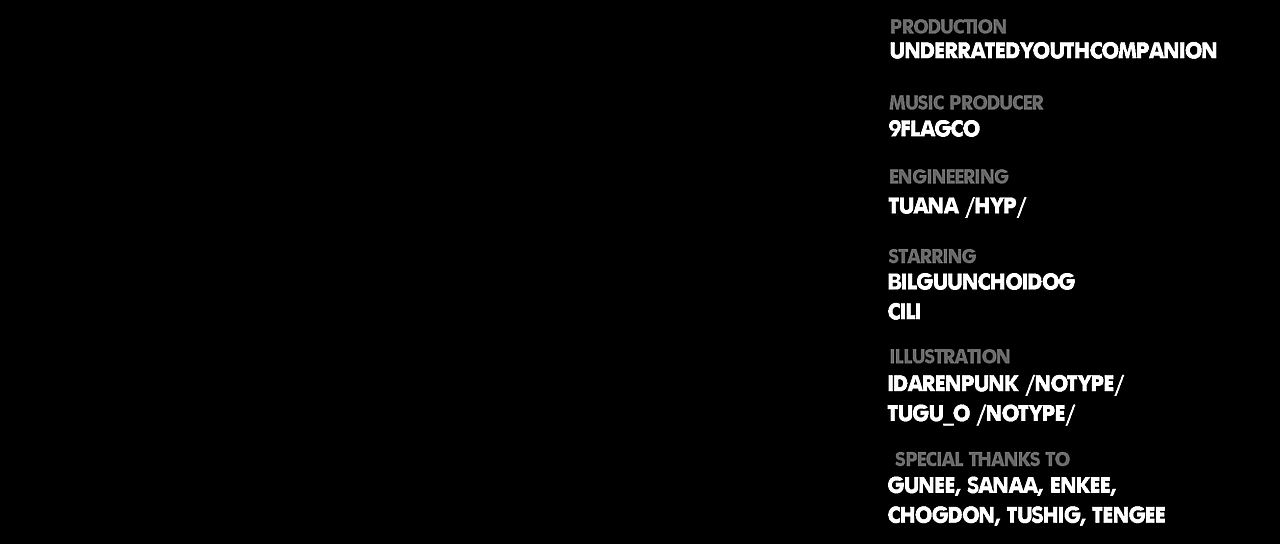 PRODUCTION
UNDERRATEDYOUTHCOMPANION
MUSIC PRODUCER
9FLAGCO
ENGINEERING
TUANA /HYP/
STARRING
BILGUUNCHOIDOG
CILI
ILLUSTRATION
IDARENPUNK /NOTYPE/
TUGU_O /NOTYPE/
SPECIAL THANKS TO
GUNEE, SANAA, ENKEE,
CHOGDON, TUSHIG, TENGEE